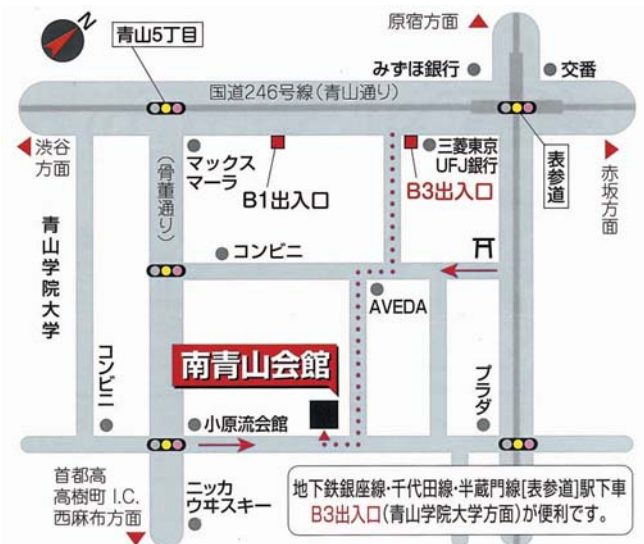 原宿方面
青山5丁目
みずほ銀行
交番
国道246号線(青山通り)
渋谷
方面
マックス
マーラ
B1出入口
三菱東京
UFJ銀行
B3出入口
表参道
赤坂方面
(骨董通り)
青山学院大学
コンビニ
AVEDA
南青山会館
コンビニ
小原流会館
プラダ
首都高
高樹町 I.C.
西麻布方面
ニッカ
ウヰスキー
地下鉄銀座線・千代田線・半蔵門線[表参道]駅下車
B3出入口(青山学院大学方面)が便利です。